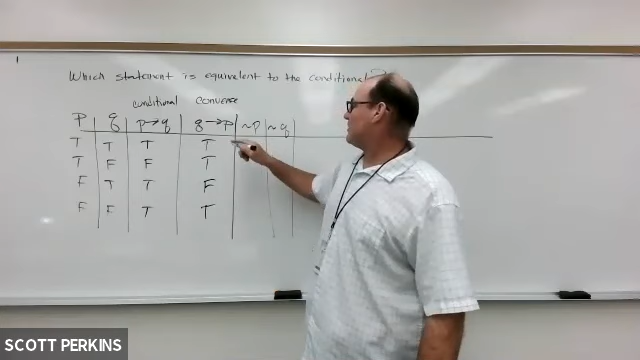 Which statement is equivalent to the conditional?
conditional converse
P q p→q q→p ~p ~q
T T T T
T F F T
F T T F
F F T T
SCOTT PERKINS